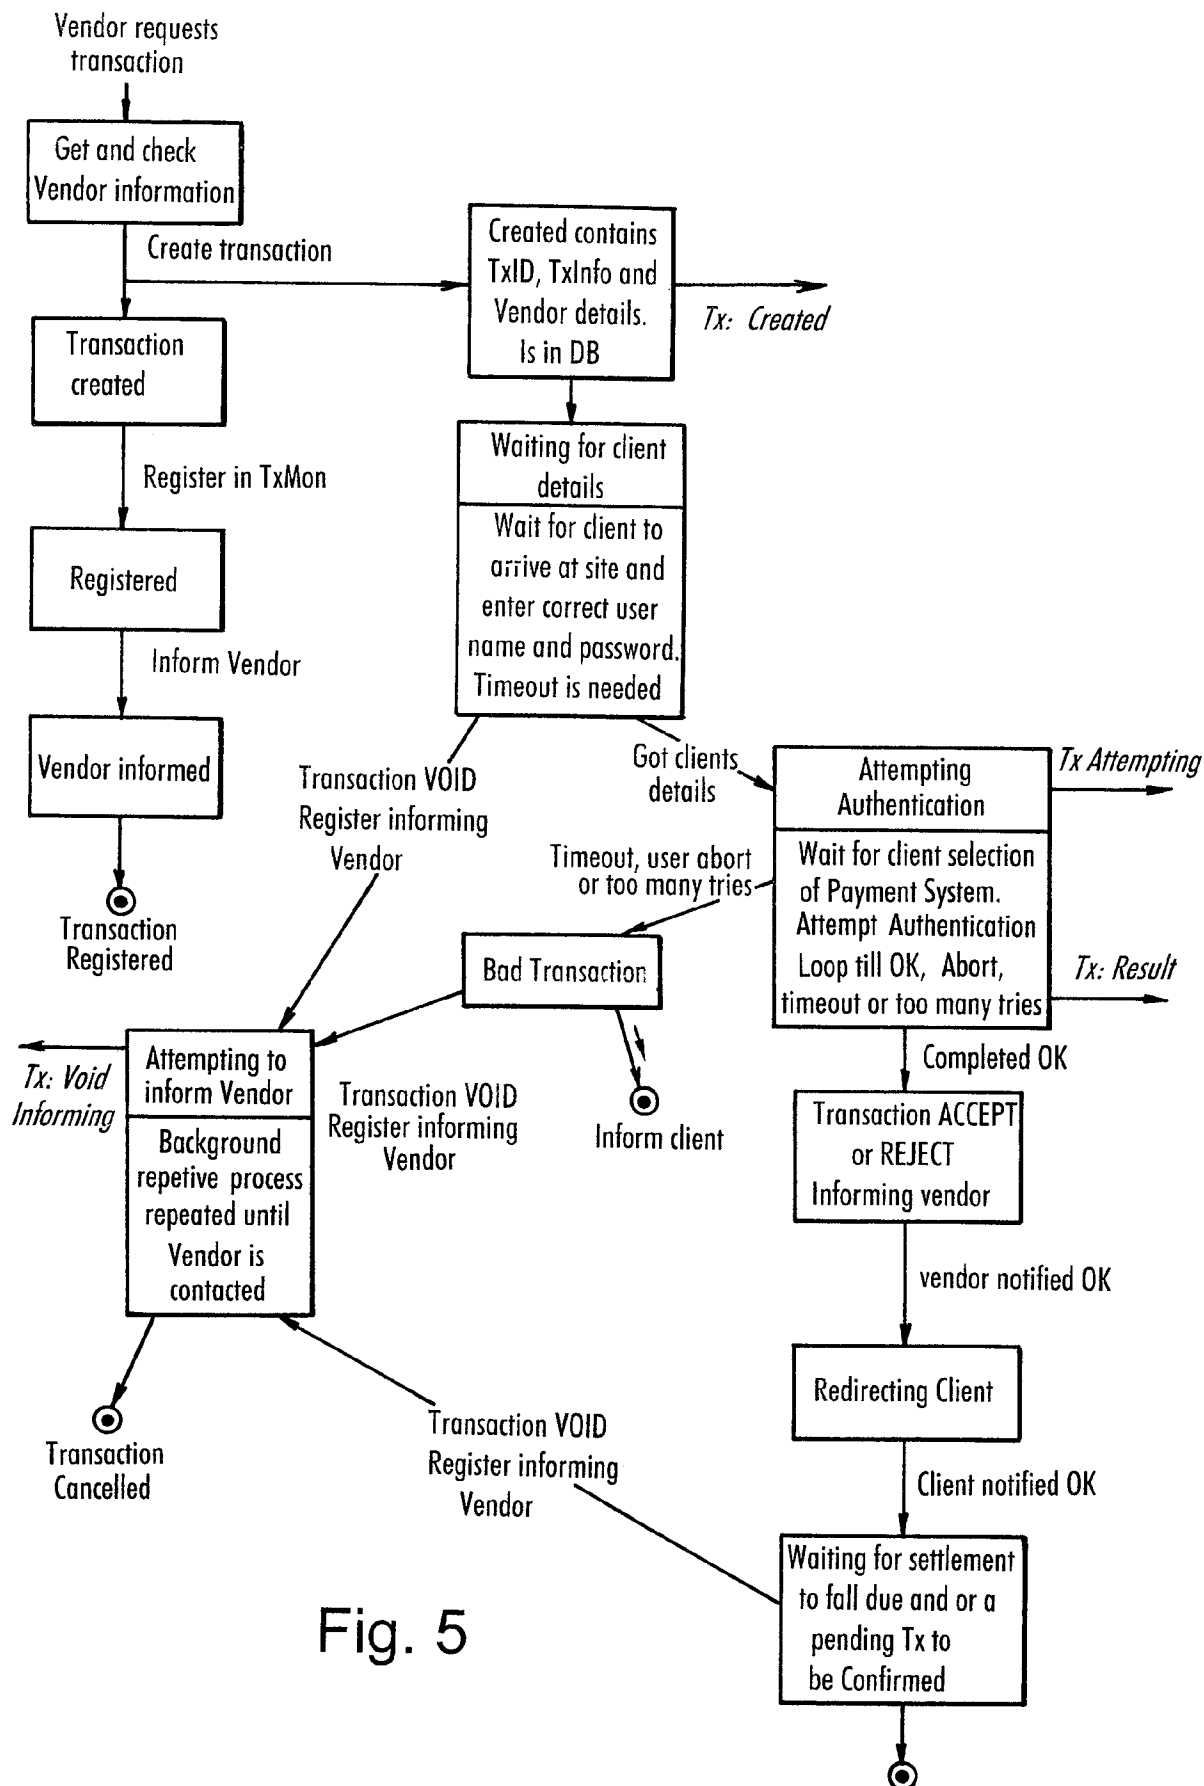 Vendor requests
transaction
Get and check
Vendor information
Create transaction
Created contains
TxID, TxInfo and
Vendor details.
Is in DB
Tx: Created
Transaction
created
Waiting for client
details
Register in TxMon
Wait for client to
arrive at site and
enter correct user
name and password.
Timeout is needed
Registered
Inform Vendor
Vendor informed
Transaction VOID
Register informing
Vendor
Got clients
details
Attempting
Authentication
Tx Attempting
Wait for client selection
of Payment System.
Attempt Authentication
Loop till OK, Abort,
timeout or too many tries
Timeout, user abort
or too many tries
Transaction
Registered
Bad Transaction
Tx: Result
Completed OK
Attempting to
inform Vendor
Tx: Void
Informing
Transaction VOID
Register informing
Vendor
Inform client
Background
repetive process
repeated until
Vendor is
contacted
Transaction ACCEPT
or REJECT
Informing vendor
vendor notified OK
Redirecting Client
Transaction
Cancelled
Transaction VOID
Register informing
Vendor
Client notified OK
Waiting for settlement
to fall due and or a
pending Tx to
be Confirmed
Fig. 5